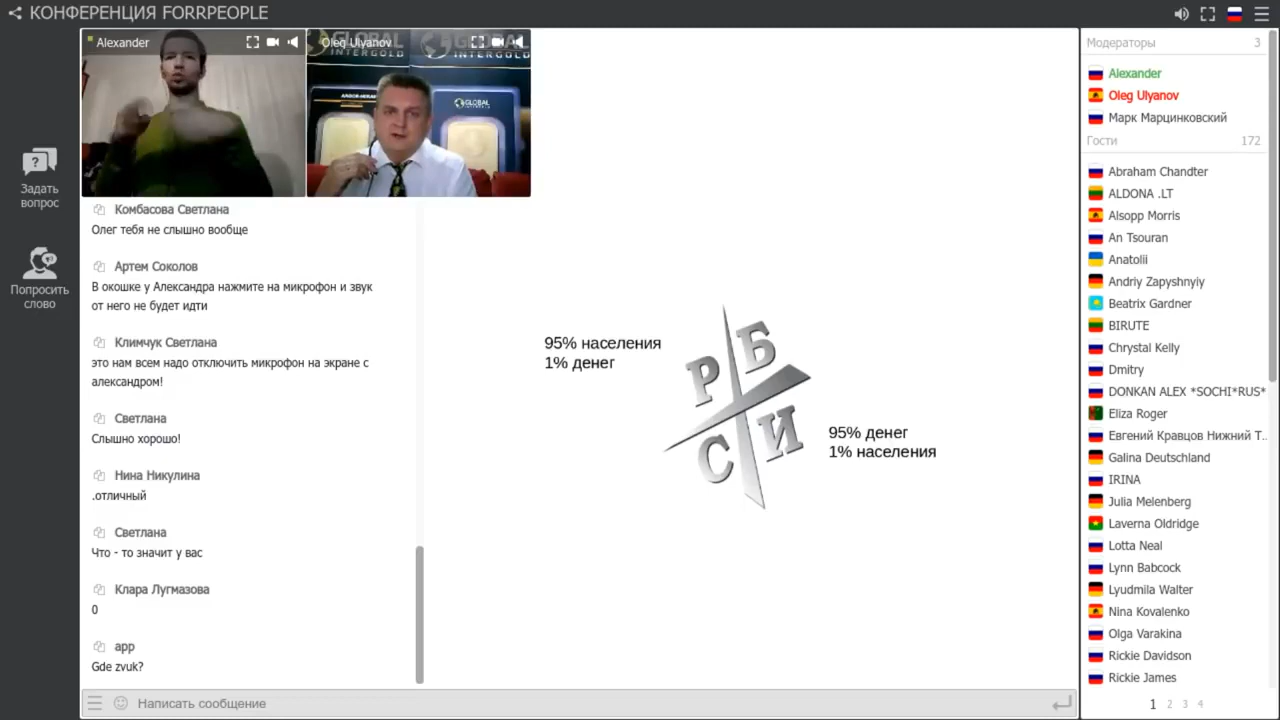 КОНФЕРЕНЦИЯ FORRPEOPLE
Alexander
Oleg Ulyanov
GLOBAL
INTERGOLD
GLOBAL
INTERGOLD
GLOBAL
Задать
вопрос
Попросить
слово
Комбасова Светлана
Олег тебя не слышно вообще
Артем Соколов
В окошке у Александра нажмите на микрофон и звук
от него не будет идти
Климчук Светлана
это нам всем надо отключить микрофон на экране с
александром!
Светлана
Слышно хорошо!
Нина Никулина
.отличный
Светлана
Что - то значит у вас
Клара Лугмазова
0
app
Gde zvuk?
Написать сообщение
95% населения
1% денег
Р Б
С И
95% денег
1% населения
Модераторы 3
Alexander
Oleg Ulyanov
Марк Марцинковский
Гости 172
Abraham Chandter
ALDONA .LT
Alsopp Morris
An Tsouran
Anatolii
Andriy Zapyshnyiy
Beatrix Gardner
BIRUTE
Chrystal Kelly
Dmitry
DONKAN ALEX *SOCHI*RUS*
Eliza Roger
Евгений Кравцов Нижний Т..
Galina Deutschland
IRINA
Julia Melenberg
Laverna Oldridge
Lotta Neal
Lynn Babcock
Lyudmila Walter
Nina Kovalenko
Olga Varakina
Rickie Davidson
Rickie James
1 2 3 4